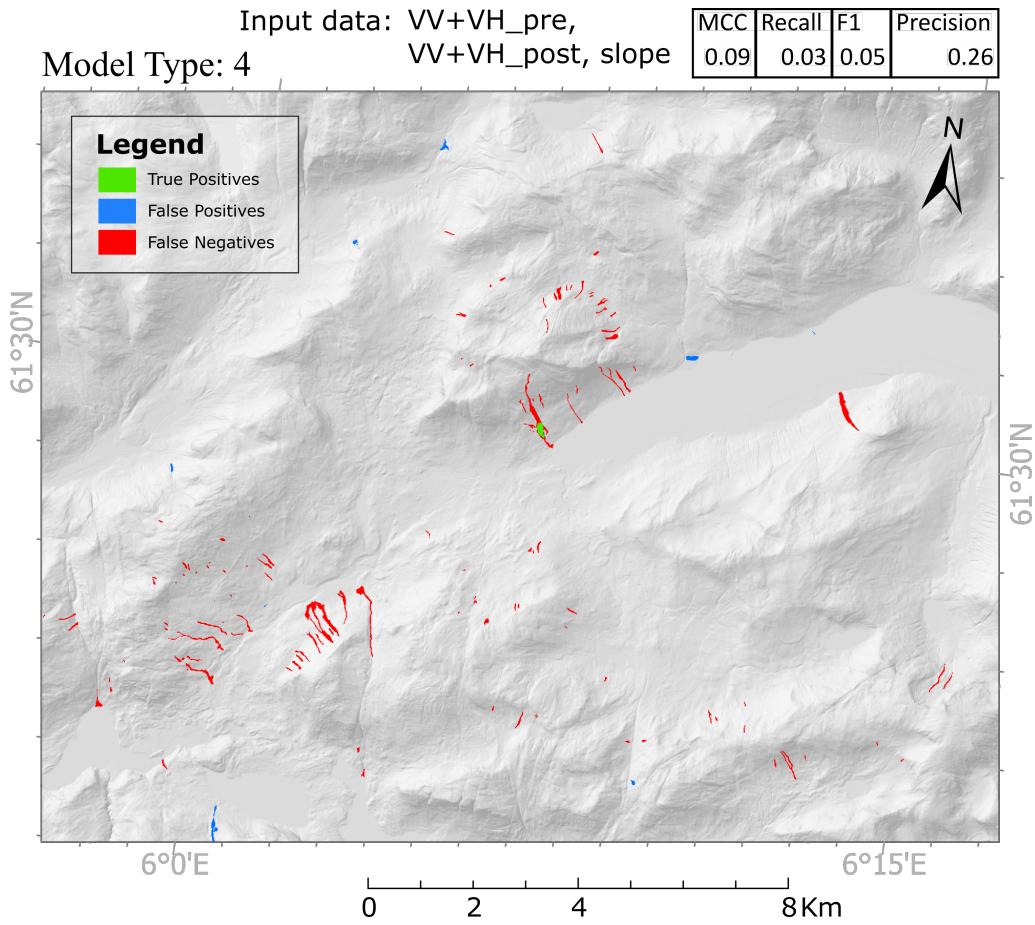 Input data: VV+VH_pre,
VV+VH_post, slope
Model Type: 4
MCC Recall F1 Precision
0.09 0.03 0.05 0.26
Legend
True Positives
False Positives
False Negatives
N
61°30'N
61°30'N
6°0'E
6°15'E
0 2 4 8 Km